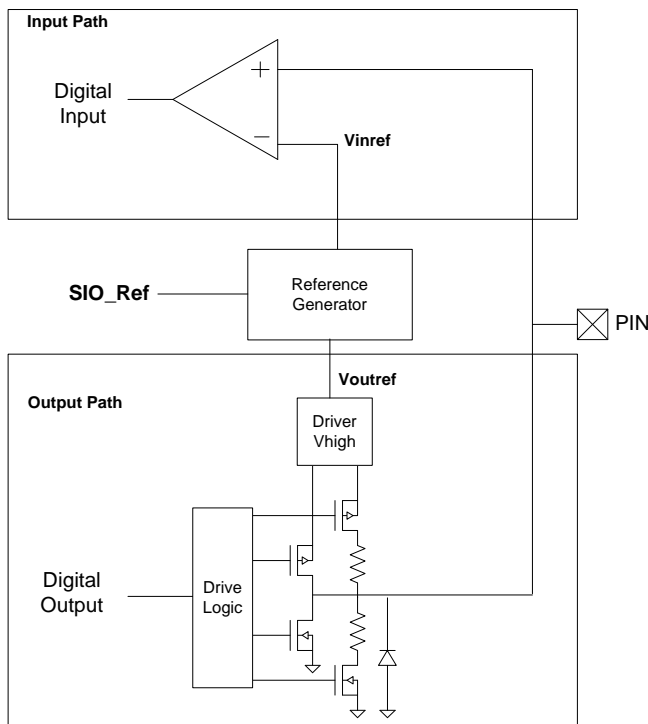 Input Path
Digital
Input
+
−
Vinref
SIO_Ref
Reference
Generator
PIN
Voutref
Output Path
Driver
Vhigh
Digital
Output
Drive
Logic